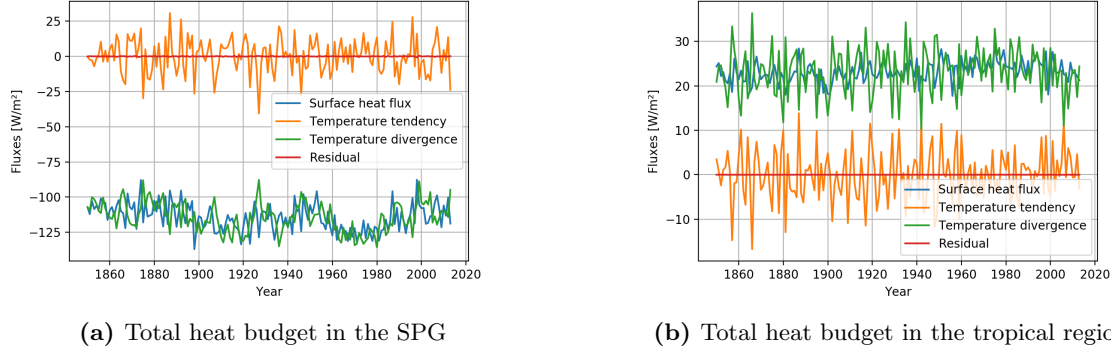 25
0
−25
−50
−75
−100
−125
Fluxes [W/m²]
Surface heat flux
Temperature tendency
Temperature divergence
Residual
1860 1880 1900 1920 1940 1960 1980 2000 2020
Year
(a) Total heat budget in the SPG
30
20
10
0
−10
Fluxes [W/m²]
Surface heat flux
Temperature tendency
Temperature divergence
Residual
1860 1880 1900 1920 1940 1960 1980 2000 2020
Year
(b) Total heat budget in the tropical regio